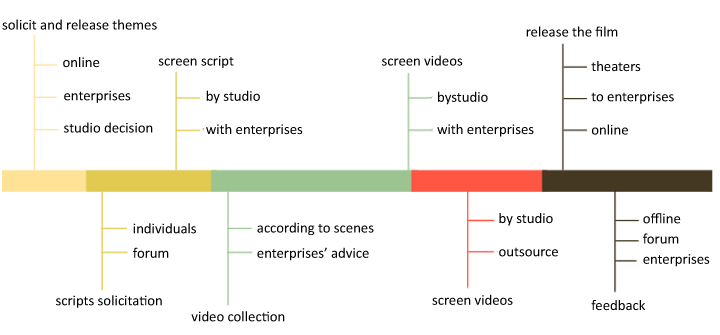 solicit and release themes
online
enterprises
studio decision
screen script
by studio
with enterprises
screen videos
bystudio
with enterprises
release the film
theaters
to enterprises
online
individuals
forum
scripts solicitation
according to scenes
enterprises' advice
video collection
by studio
outsource
screen videos
offline
forum
enterprises
feedback